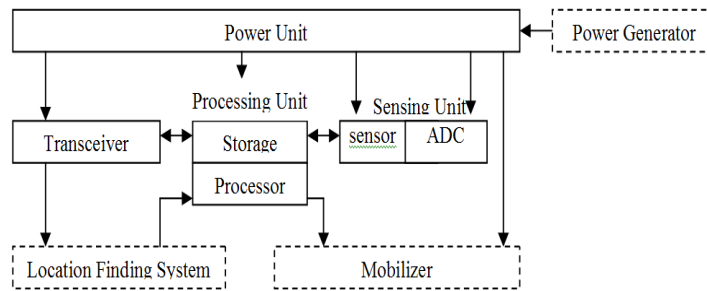 Power Unit
Power Generator
Processing Unit
Sensing Unit
Transceiver
Storage
sensor
ADC
Processor
Location Finding System
Mobilizer